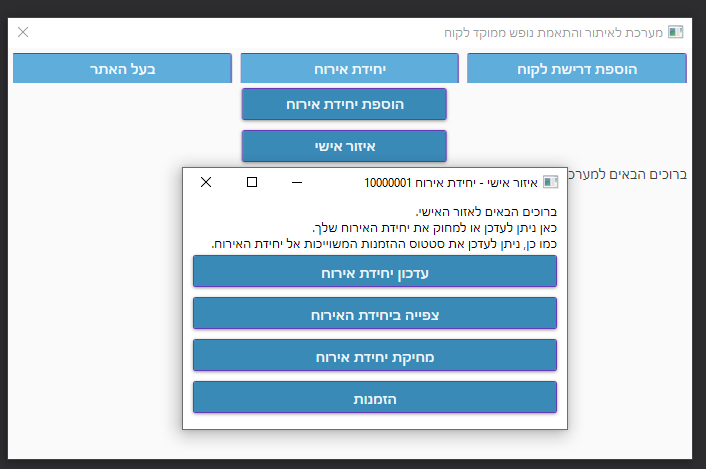 מערכת לאיתור והתאמת נופש ממוקד לקוח
הוספת דרישת לקוח
יחידת אירוח
בעל האתר
הוספת יחידת אירוח
איזור אישי
ברוכים הבאים למערכ
איזור אישי - יחידת אירוח 10000001
ברוכים הבאים לאזור האישי.
כאן ניתן לעדכן או למחוק את יחידת האירוח שלך.
כמו כן, ניתן לעדכן את סטטוס ההזמנות המשוייכות אל יחידת האירוח.
עדכון יחידת אירוח
צפייה ביחידת האירוח
מחיקת יחידת אירוח
הזמנות